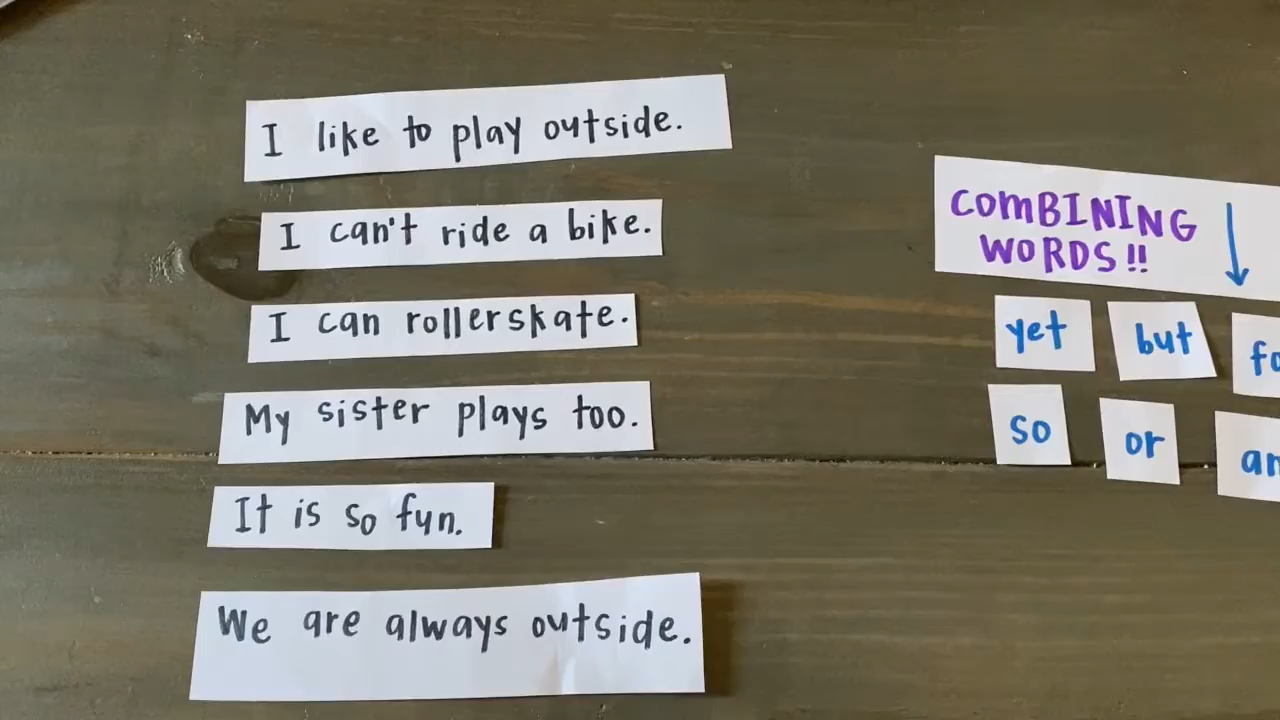 I like to play outside.
I can't ride a bike.
I can rollerskate.
My sister plays too.
It is so fun.
We are always outside.
COMBINING
WORDS!!
yet but
so or